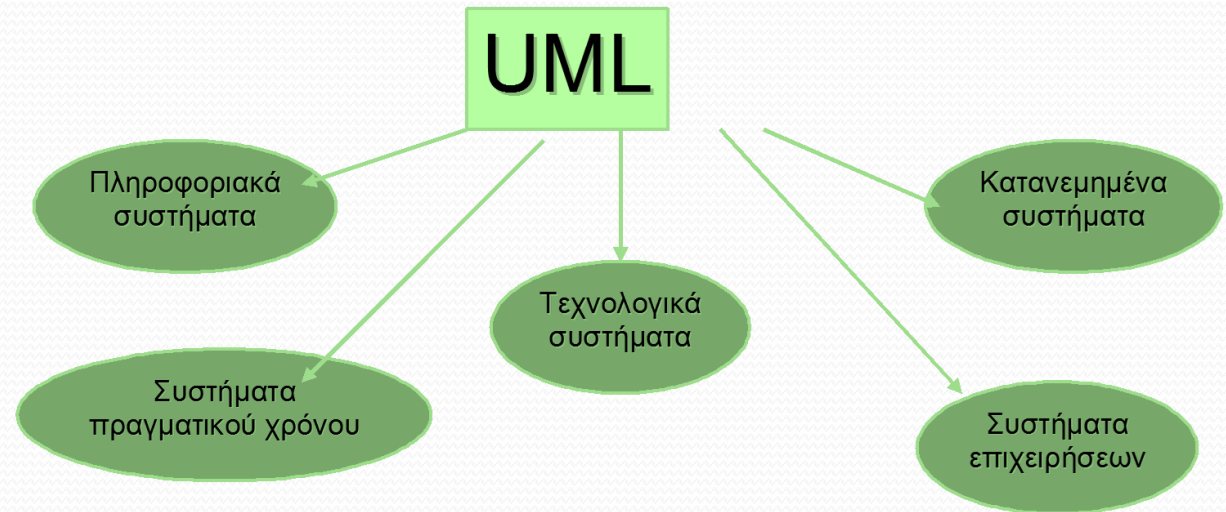 UML
Πληροφοριακά
συστήματα
Κατανεμημένα
συστήματα
Τεχνολογικά
συστήματα
Συστήματα
πραγματικού χρόνου
Συστήματα
επιχειρήσεων